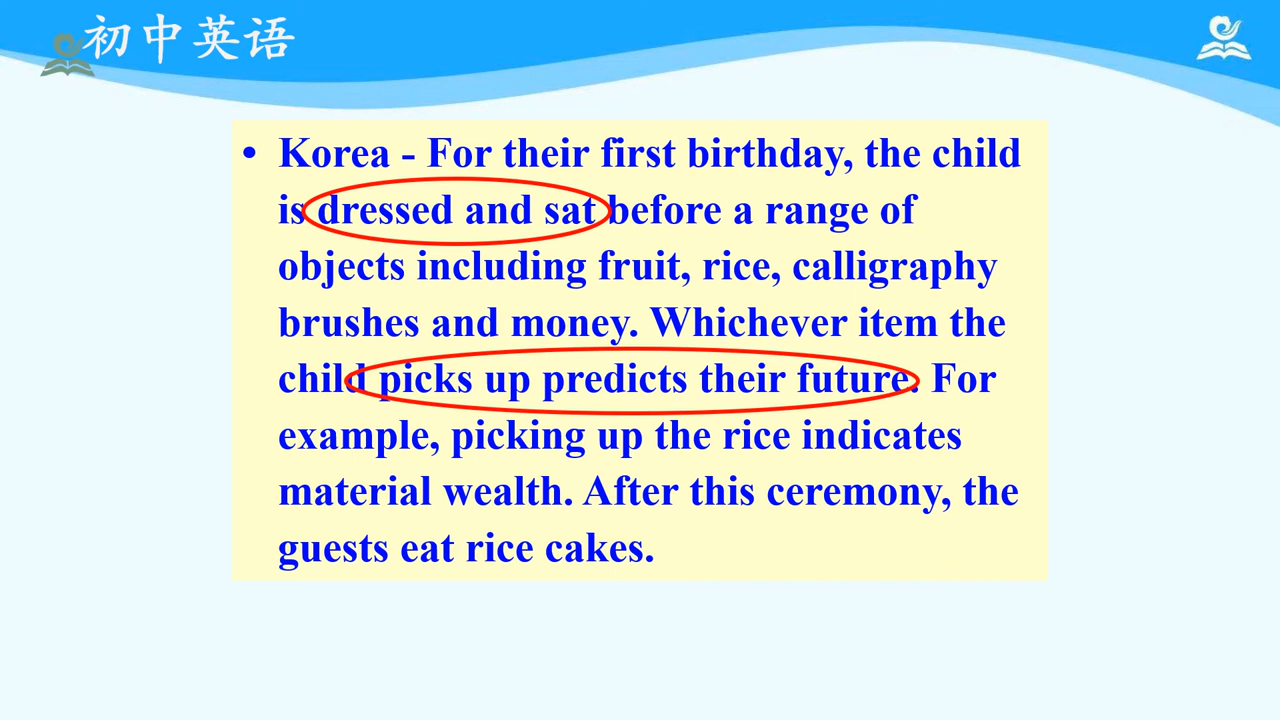 初中英语
• Korea - For their first birthday, the child
is dressed and sat before a range of
objects including fruit, rice, calligraphy
brushes and money. Whichever item the
child picks up predicts their future. For
example, picking up the rice indicates
material wealth. After this ceremony, the
guests eat rice cakes.